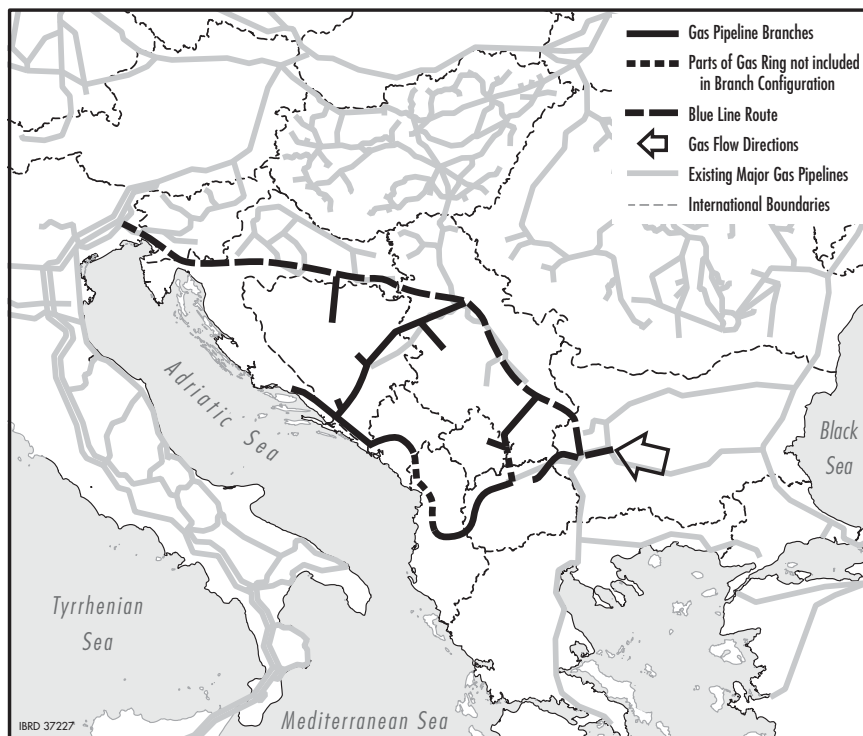 Gas Pipeline Branches
Parts of Gas Ring not included
in Branch Configuration
Blue Line Route
Gas Flow Directions
Existing Major Gas Pipelines
International Boundaries
Adriatic Sea
Black
Sea
Tyrrhenian
Sea
Mediterranean Sea
IBRD 37227